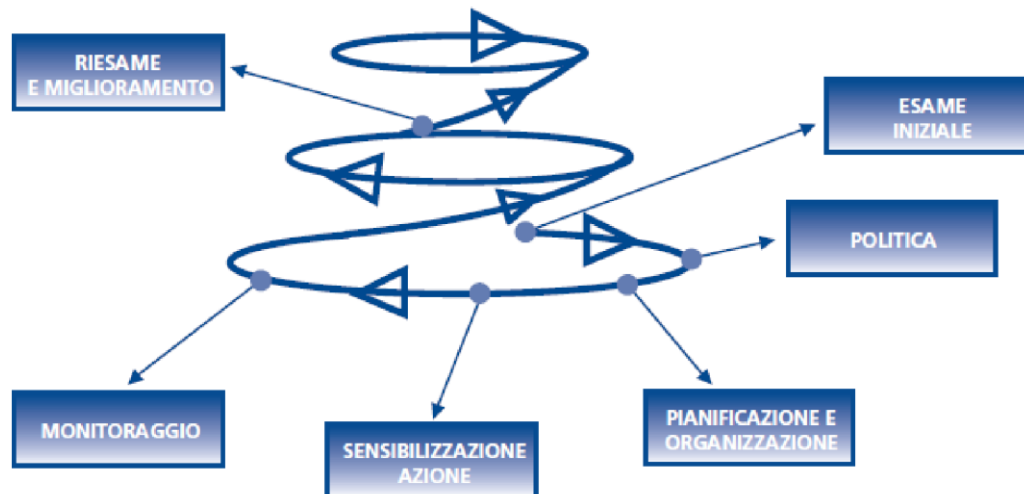 RIESAME
E MIGLIORAMENTO
ESAME
INIZIALE
POLITICA
MONITORAGGIO
SENSIBILIZZAZIONE
AZIONE
PIANIFICAZIONE E
ORGANIZZAZIONE